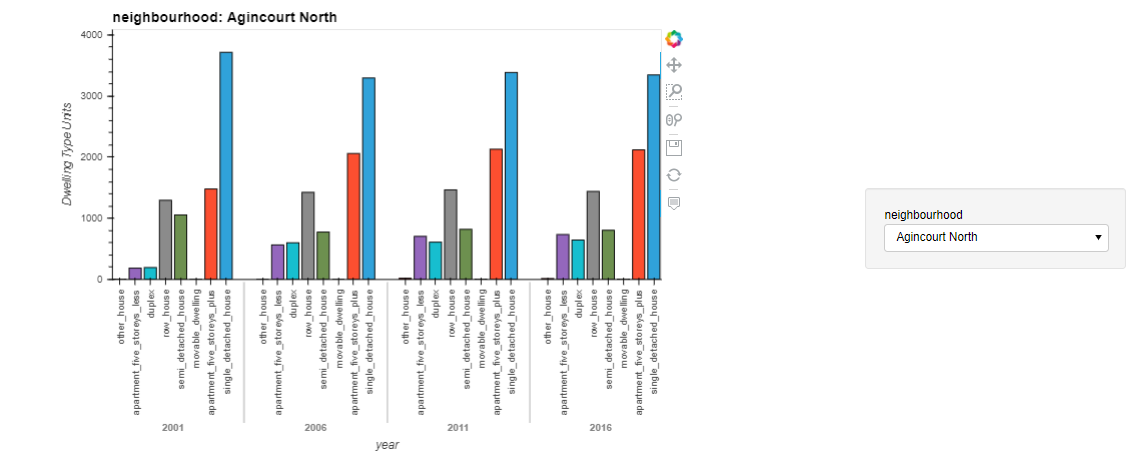 neighbourhood: Agincourt North
4000
3000
2000
1000
0
Dwelling Type Units
other_house
apartment_five_storeys_less
duplex
row_house
semi_detached_house
movable_dwelling
apartment_five_storeys_plus
single_detached_house
other_house
apartment_five_storeys_less
duplex
row_house
semi_detached_house
movable_dwelling
apartment_five_storeys_plus
single_detached_house
other_house
apartment_five_storeys_less
duplex
row_house
semi_detached_house
movable_dwelling
apartment_five_storeys_plus
single_detached_house
other_house
apartment_five_storeys_less
duplex
row_house
semi_detached_house
movable_dwelling
apartment_five_storeys_plus
single_detached_house
2001
2006
2011
2016
year
neighbourhood
Agincourt North